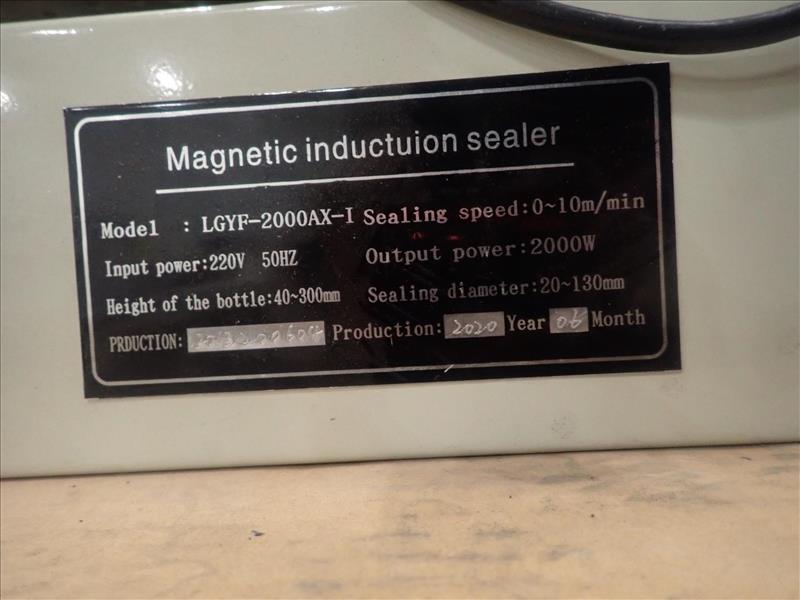 Magnetic inductuion sealer
Model : LGYF-2000AX-I Sealing speed:0~10m/min
Input power:220V 50HZ Output power:2000W
Height of the bottle:40~300mm Sealing diameter:20~130mm
PRDUCTION: Production: 2020 Year 06 Month